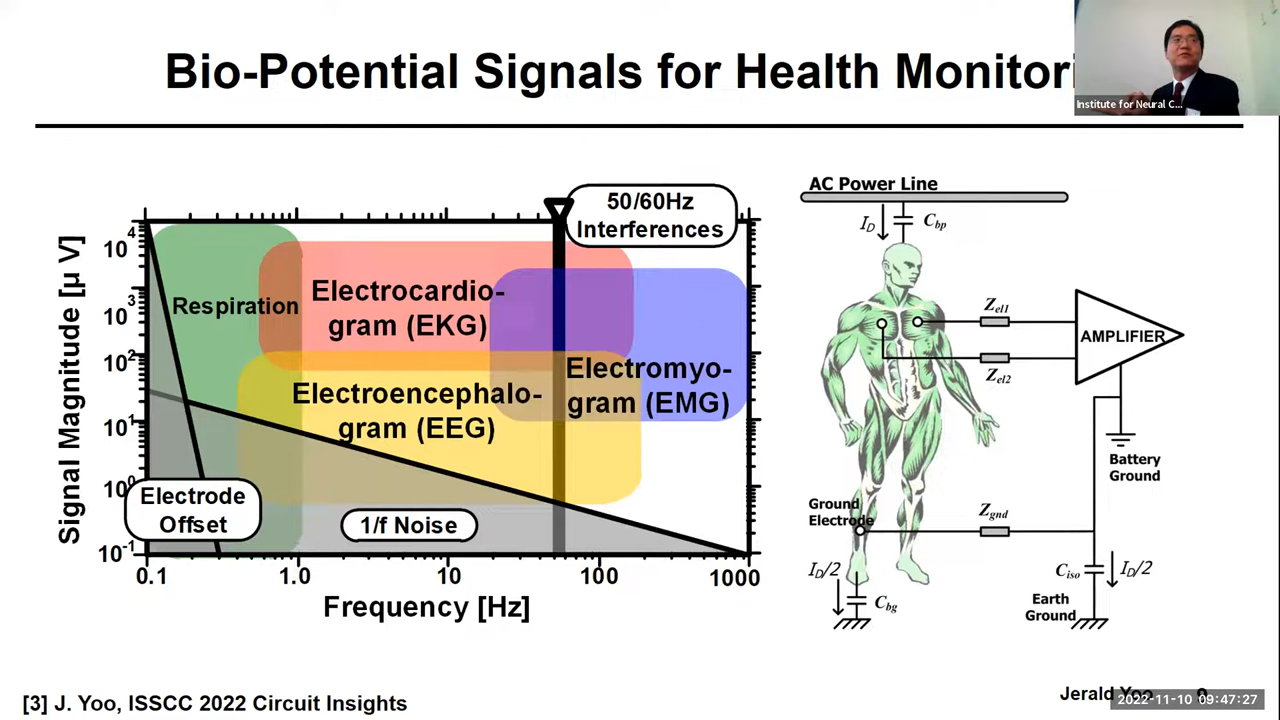 Bio-Potential Signals for Health Monitori
Institute for Neural C...
50/60Hz
Interferences
AC Power Line
I_D
C_bp
Signal Magnitude [μ V]
10^4
10^3
10^2
10^1
10^0
10^-1
Respiration
Electrocardio-
gram (EKG)
Electroencephalo-
gram (EEG)
Electromyo-
gram (EMG)
Electrode
Offset
1/f Noise
0.1
1.0
10
100
1000
Frequency [Hz]
Z_el1
Z_el2
AMPLIFIER
Battery
Ground
Ground
Electrode
Z_gnd
I_D/2
C_bg
C_iso
I_D/2
Earth
Ground
[3] J. Yoo, ISSCC 2022 Circuit Insights
Jerald Yoo 9
2022-11-10 09:47:27